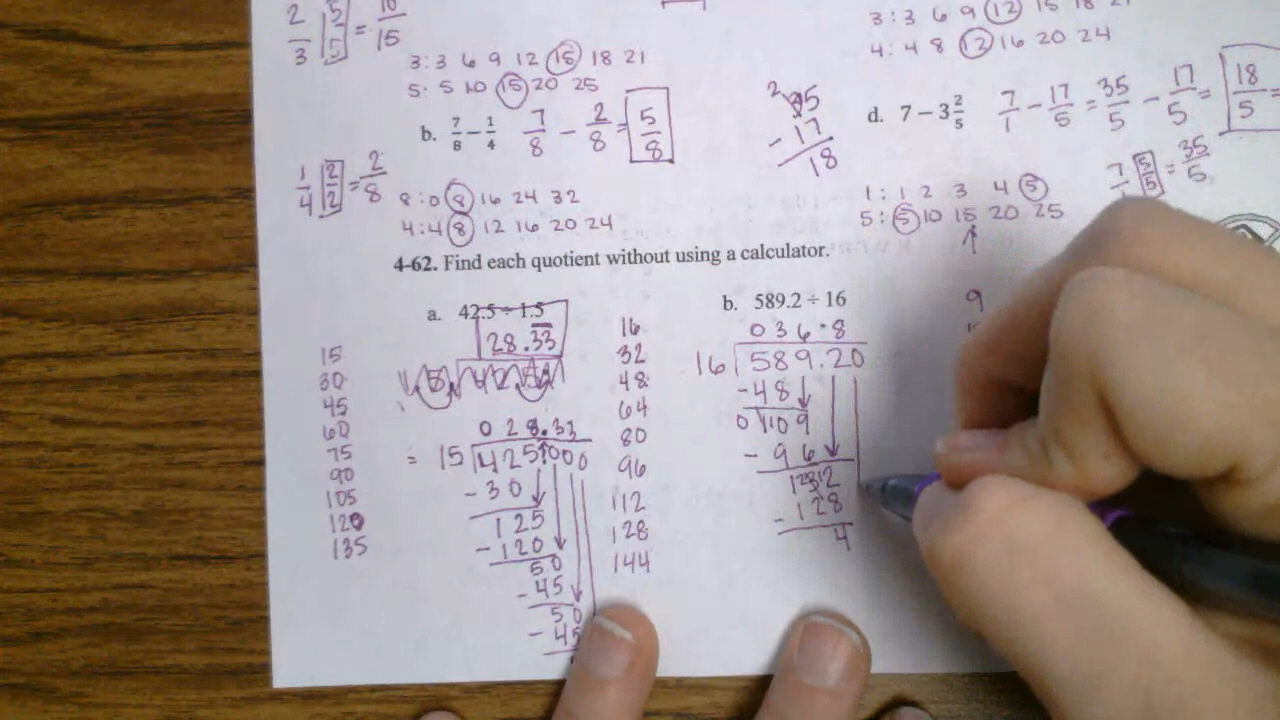 2/3 |5/5| = 10/15
3: 3 6 9 12 15 18 21
5: 5 10 15 20 25
3: 3 6 9 12 15 18 21
4: 4 8 12 16 20 24
b. 7/8 − 1/4 7/8 − 2/8 = 5/8
1/4 |2/2| = 2/8
8: 0 8 16 24 32
4: 4 8 12 16 20 24
2 35
- 17
18
d. 7 − 3 2/5 7/1 − 17/5 = 35/5 − 17/5 = 18/5 =
7/1 |5/5| = 35/5
1: 1 2 3 4 5
5: 5 10 15 20 25
4-62. Find each quotient without using a calculator.
a. 42.5 ÷ 1.5
28.33
15
30
45
60
75
90
105
120
135
028.33
= 15 425.000
- 30
125
- 120
50
- 45
50
- 45
16
32
48
64
80
96
112
128
144
b. 589.2 ÷ 16
036.8
16 589.20
- 48
0 109
- 96
- 128
4
9